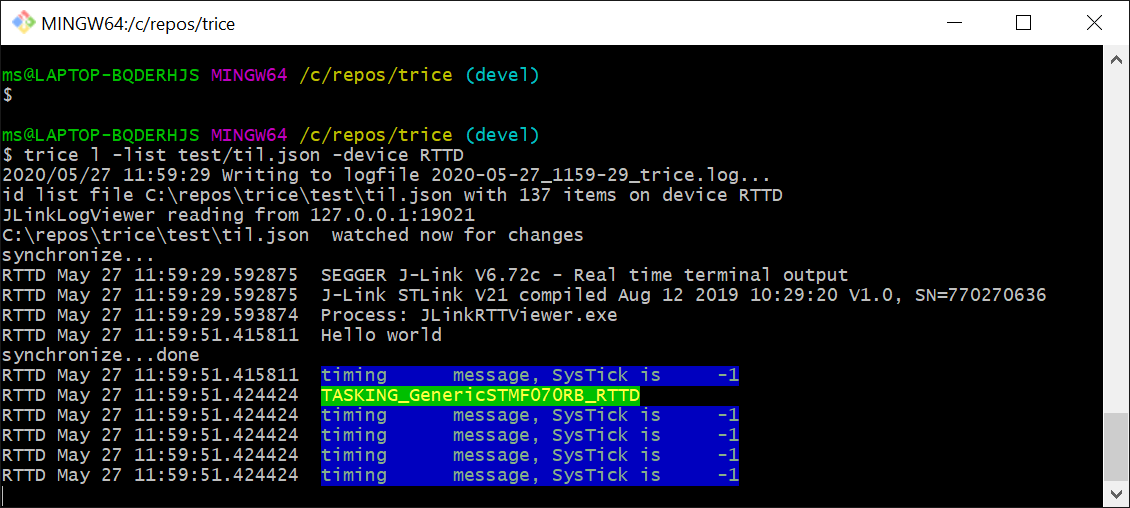 MINGW64:/c/repos/trice
ms@LAPTOP-BQDERHJS MINGW64 /c/repos/trice (devel)
$
ms@LAPTOP-BQDERHJS MINGW64 /c/repos/trice (devel)
$ trice l -list test/til.json -device RTTD
2020/05/27 11:59:29 Writing to logfile 2020-05-27_1159-29_trice.log...
id list file C:\repos\trice\test\til.json with 137 items on device RTTD
JLinkLogViewer reading from 127.0.0.1:19021
C:\repos\trice\test\til.json  watched now for changes
synchronize...
RTTD May 27 11:59:29.592875  SEGGER J-Link V6.72c - Real time terminal output
RTTD May 27 11:59:29.592875  J-Link STLink V21 compiled Aug 12 2019 10:29:20 V1.0, SN=770270636
RTTD May 27 11:59:29.593874  Process: JLinkRTTViewer.exe
RTTD May 27 11:59:51.415811  Hello world
synchronize...done
RTTD May 27 11:59:51.415811  timing      message, SysTick is     -1
RTTD May 27 11:59:51.424424  TASKING_GenericSTMF070RB_RTTD
RTTD May 27 11:59:51.424424  timing      message, SysTick is     -1
RTTD May 27 11:59:51.424424  timing      message, SysTick is     -1
RTTD May 27 11:59:51.424424  timing      message, SysTick is     -1
RTTD May 27 11:59:51.424424  timing      message, SysTick is     -1